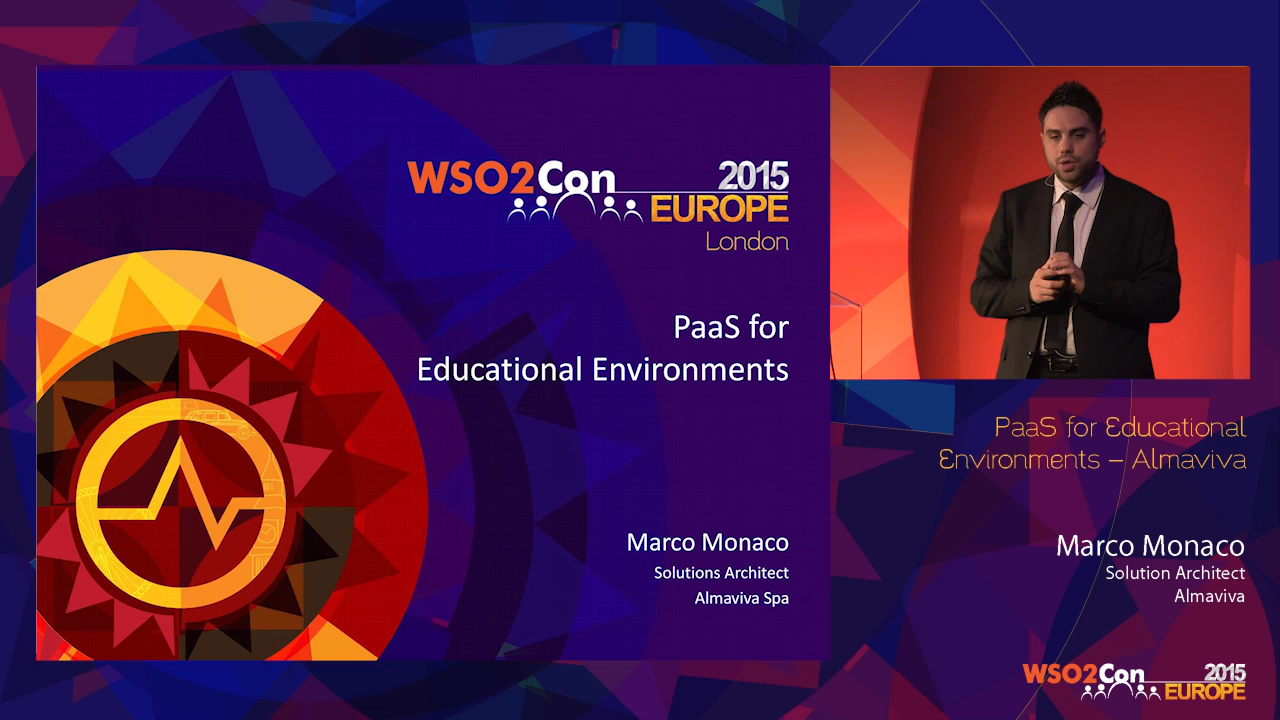 WSO2Con 2015
EUROPE
London
PaaS for
Educational Environments
Marco Monaco
Solutions Architect
Almaviva Spa
PaaS for Educational
Environments – Almaviva
Marco Monaco
Solution Architect
Almaviva
WSO2Con 2015
EUROPE